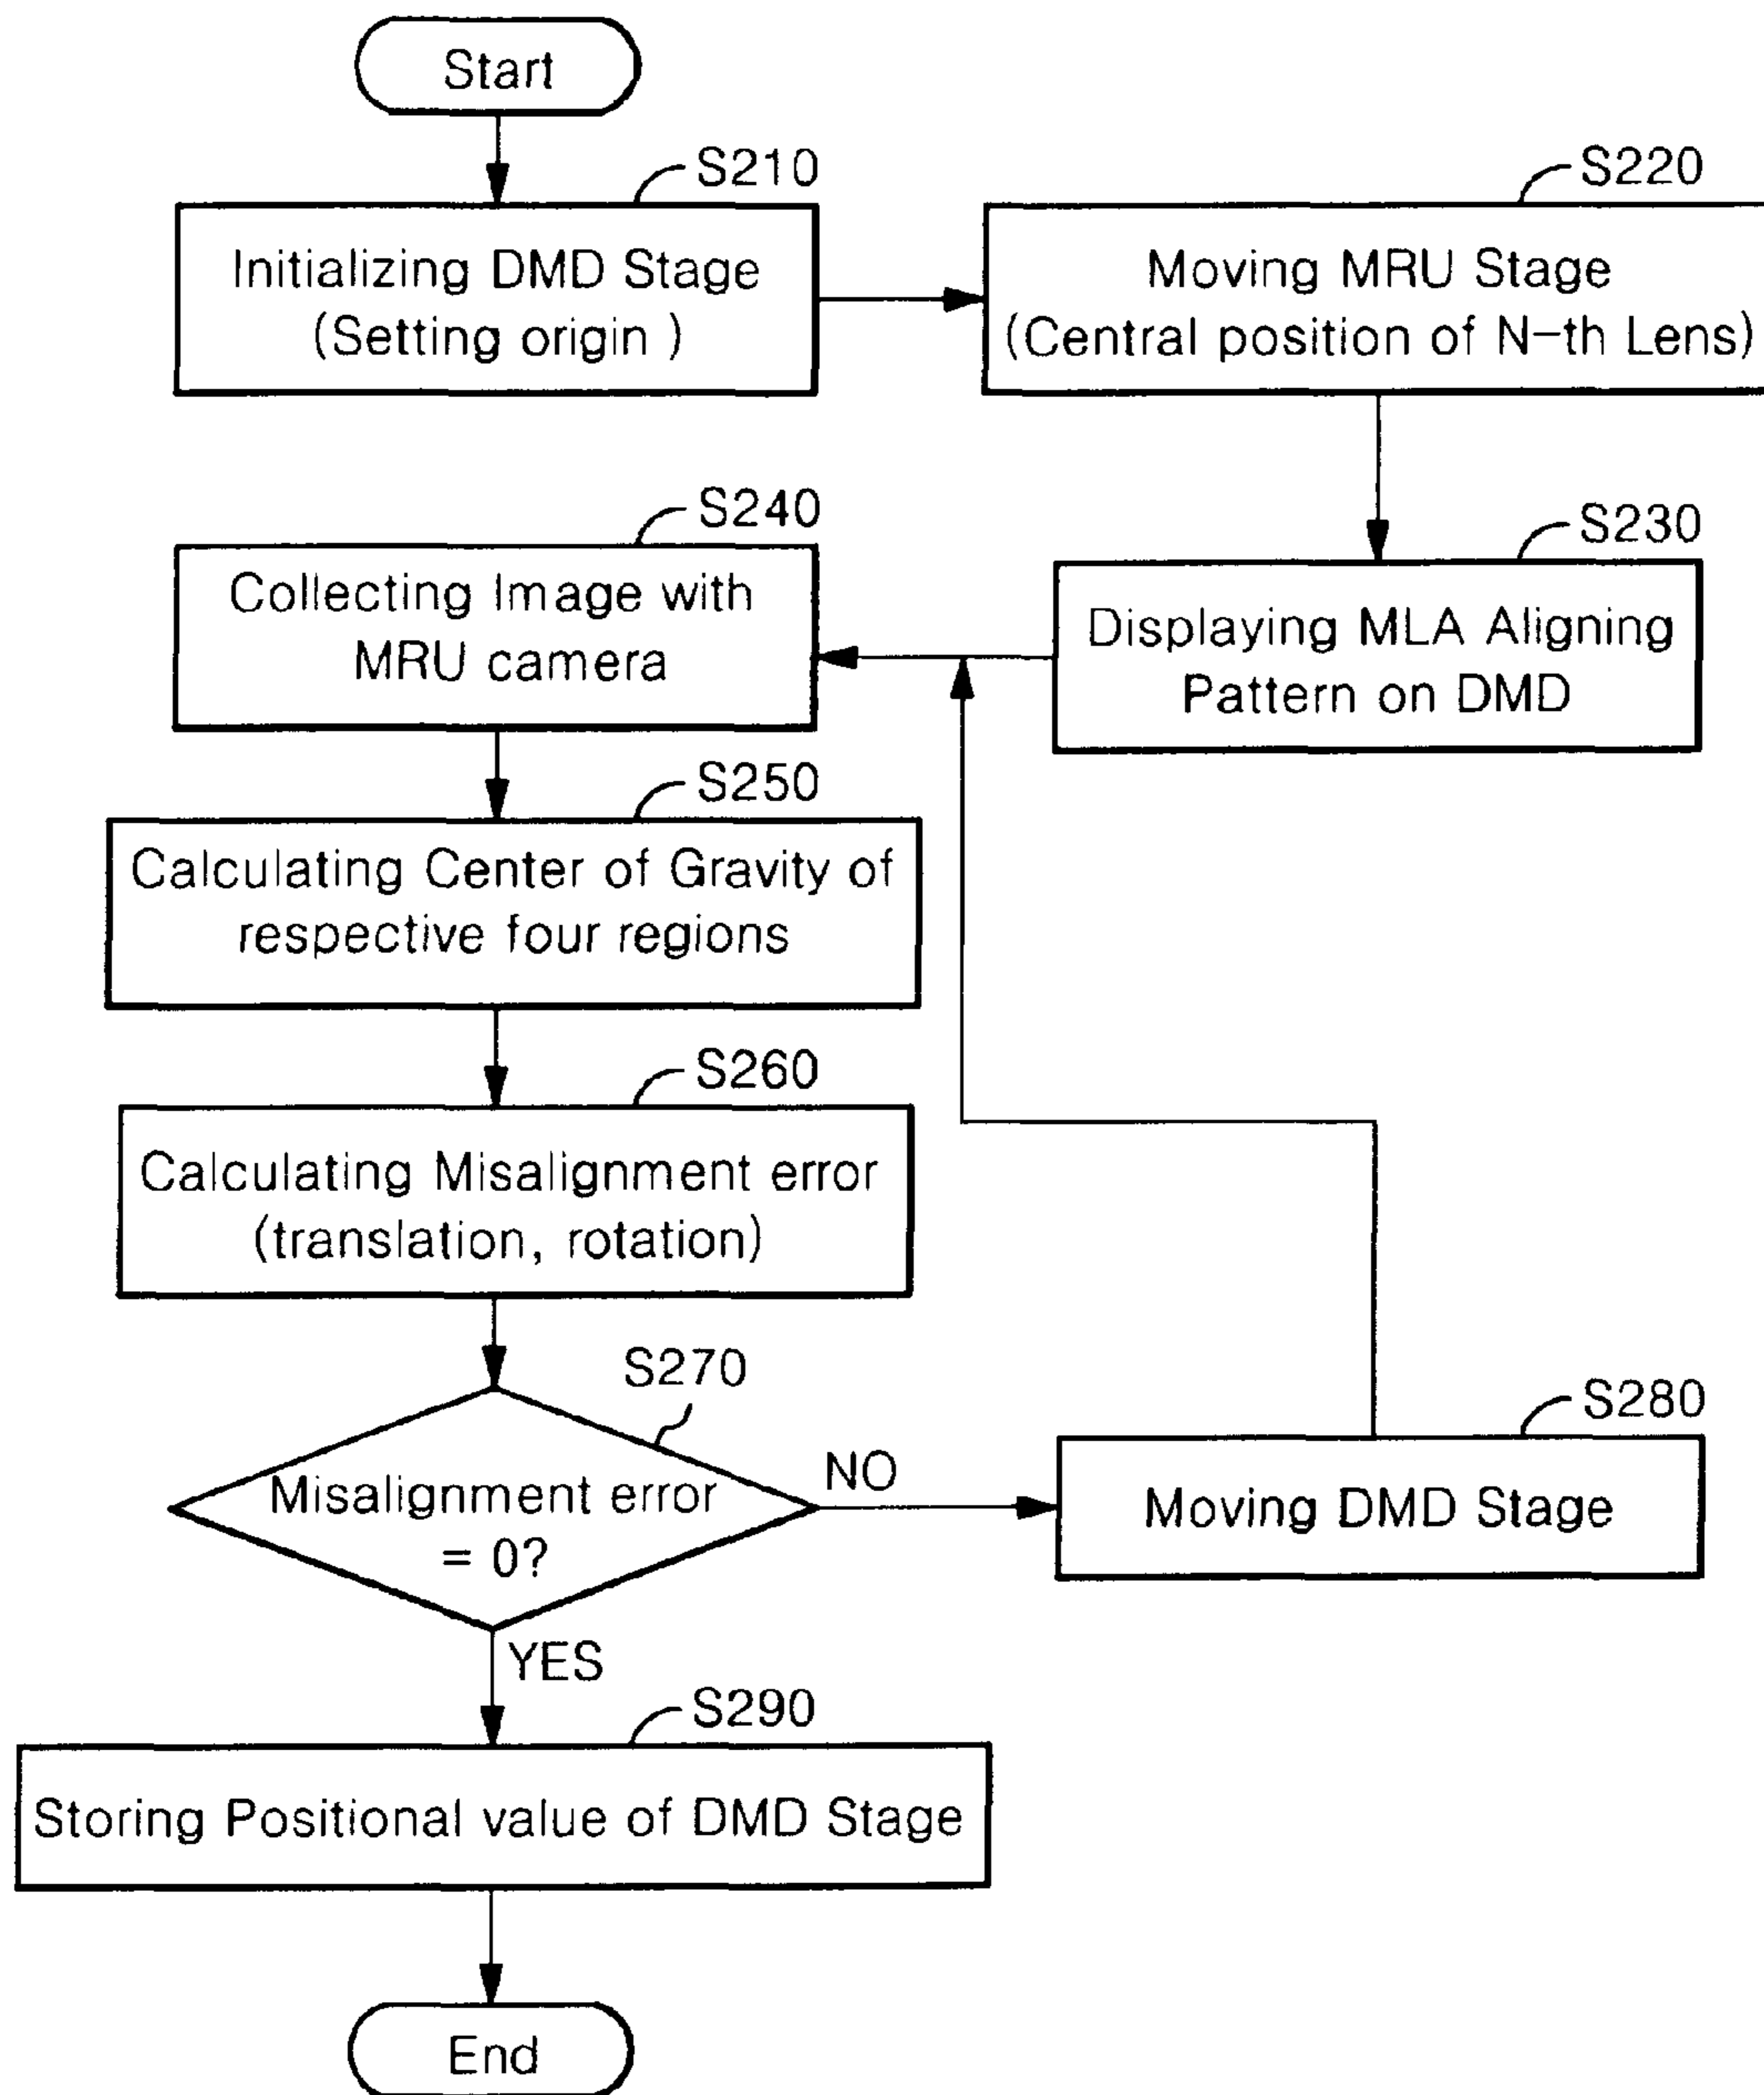 Start
S210
Initializing DMD Stage
(Setting origin )
S220
Moving MRU Stage
(Central position of N-th Lens)
S230
Displaying MLA Aligning
Pattern on DMD
S240
Collecting Image with
MRU camera
S250
Calculating Center of Gravity of
respective four regions
S260
Calculating Misalignment error
(translation, rotation)
S270
Misalignment error
= 0?
NO
S280
Moving DMD Stage
YES
S290
Storing Positional value of DMD Stage
End